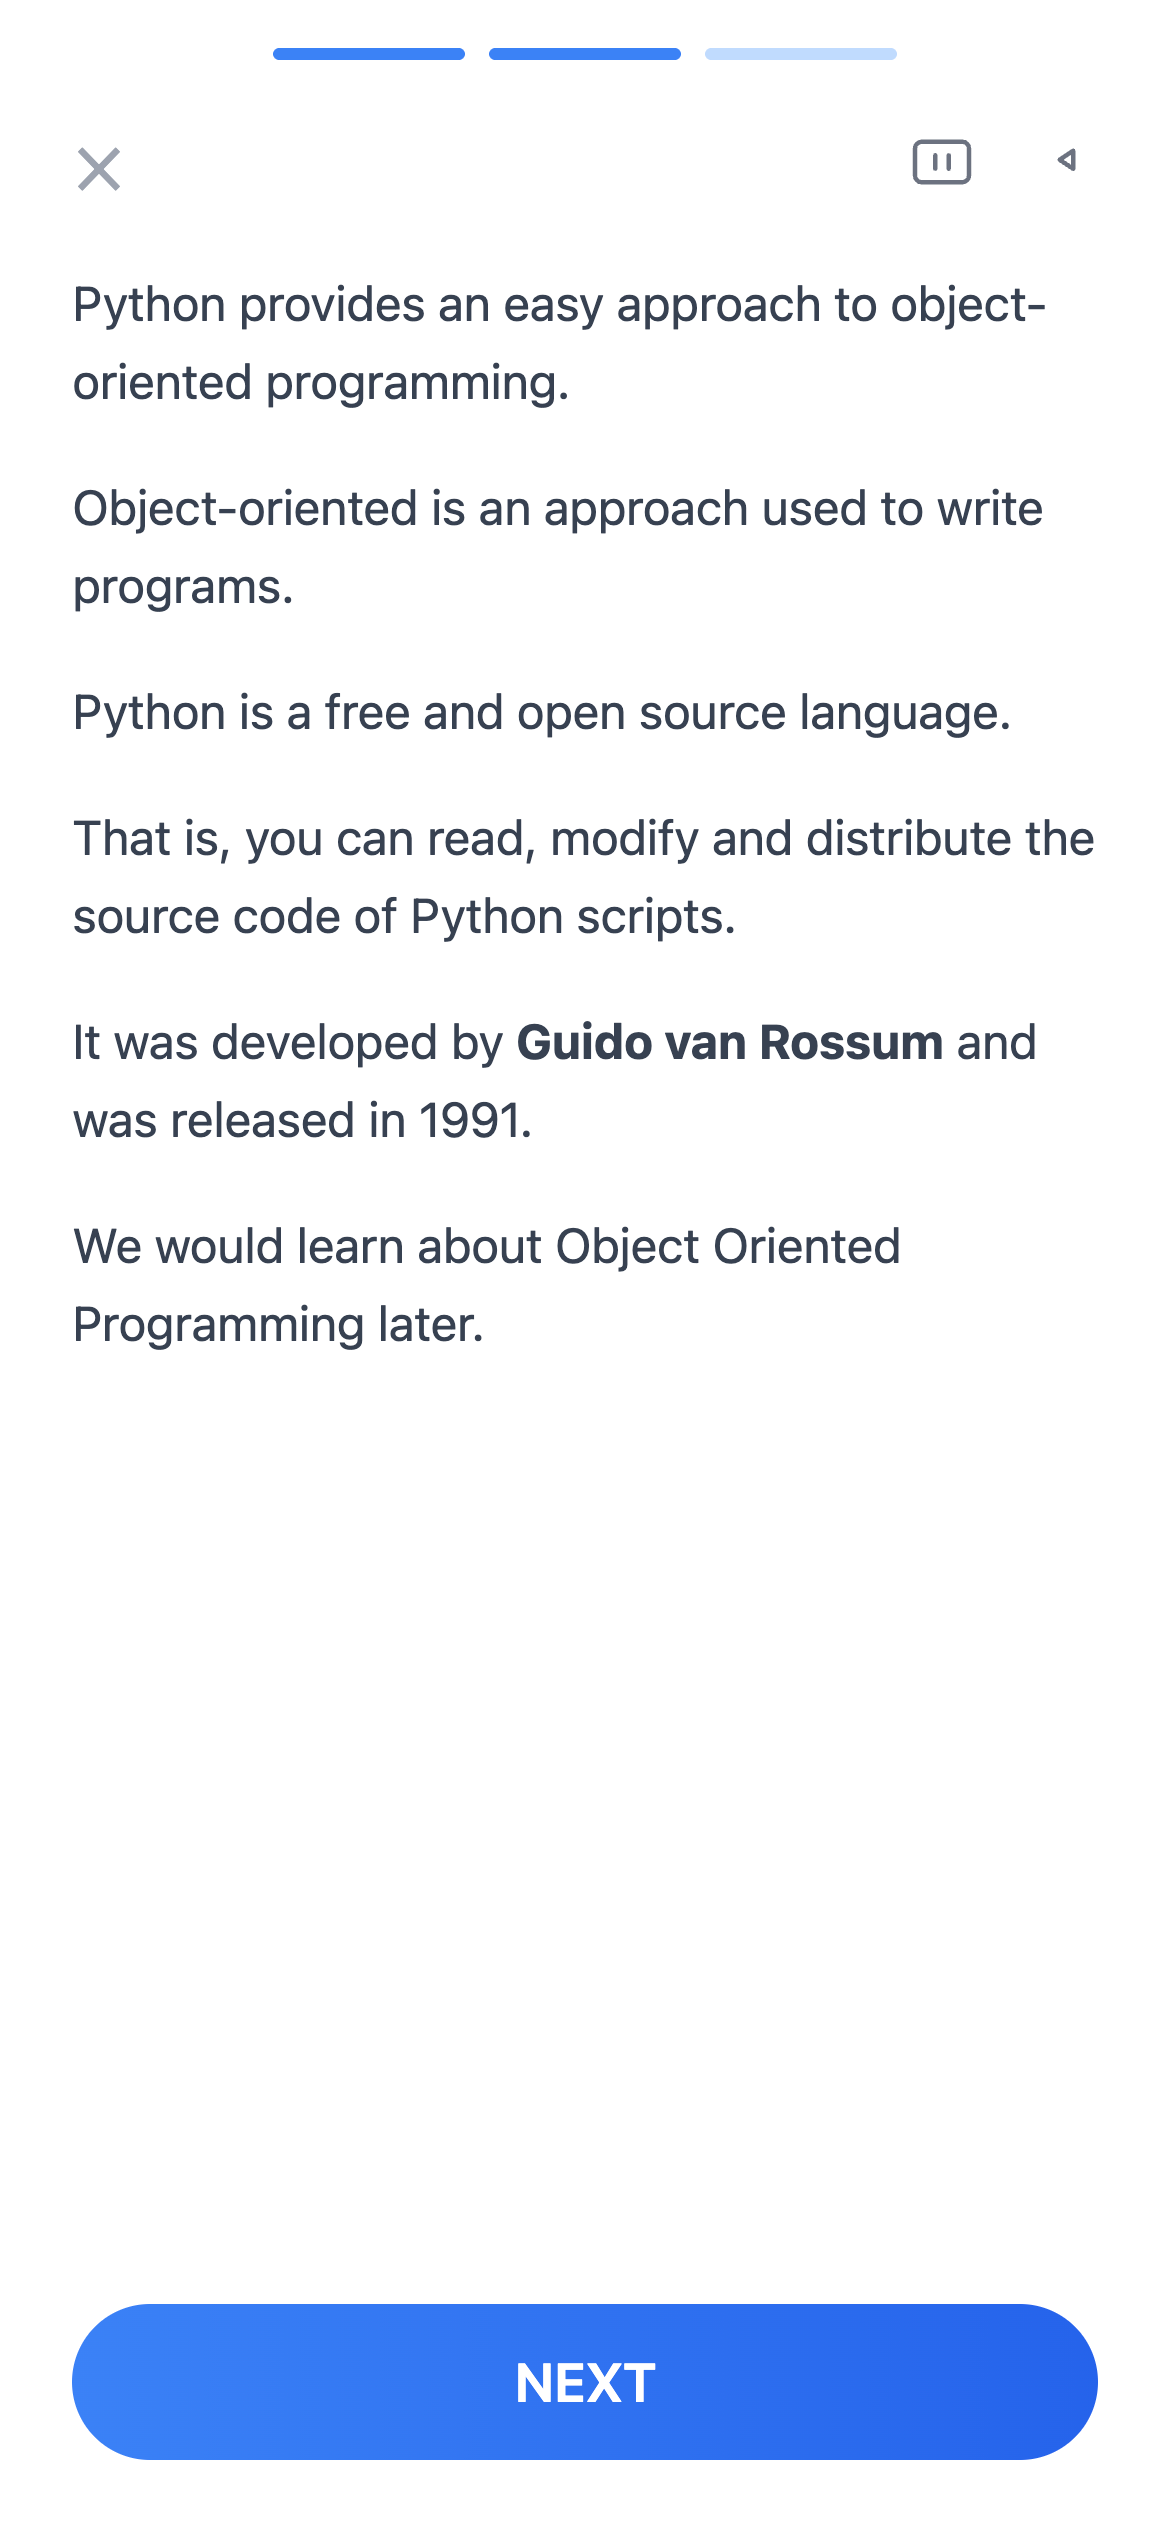 Python provides an easy approach to object-
oriented programming.
Object-oriented is an approach used to write
programs.
Python is a free and open source language.
That is, you can read, modify and distribute the
source code of Python scripts.
It was developed by Guido van Rossum and
was released in 1991.
We would learn about Object Oriented
Programming later.
NEXT